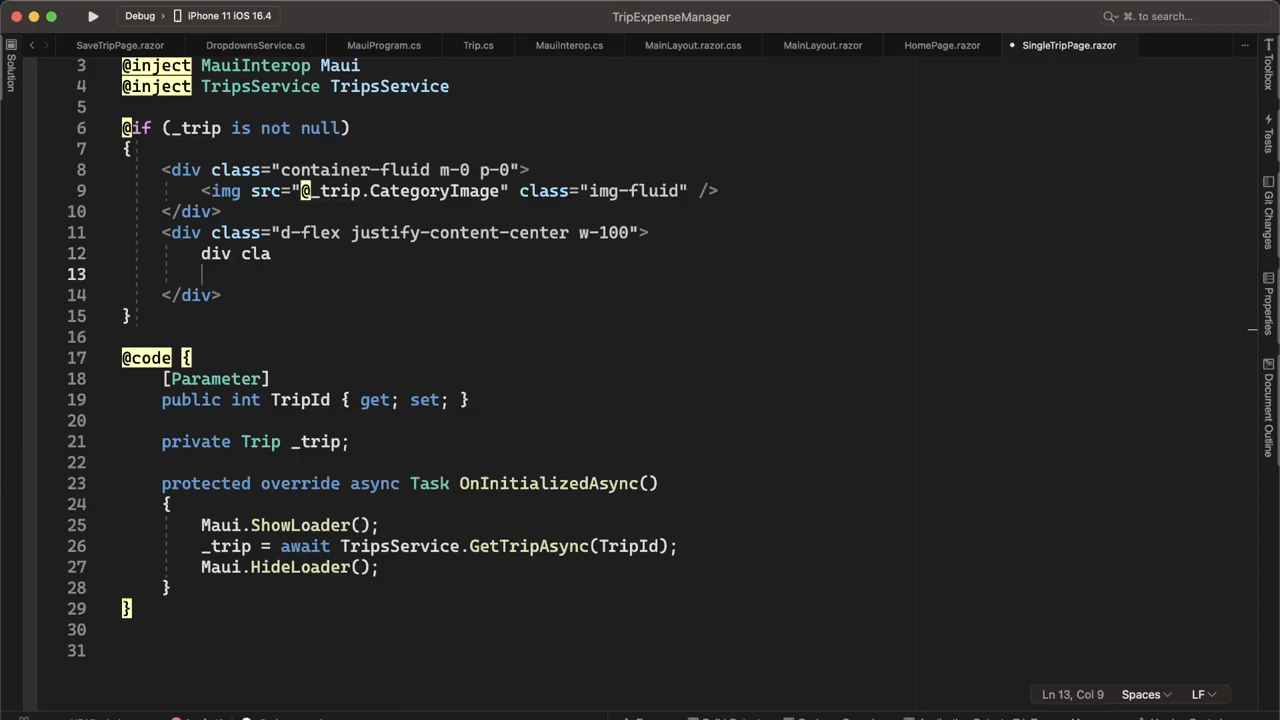 Debug › iPhone 11 iOS 16.4
TripExpenseManager
⌘. to search...
SaveTripPage.razor
DropdownsService.cs
MauiProgram.cs
Trip.cs
MauiInterop.cs
MainLayout.razor.css
MainLayout.razor
HomePage.razor
SingleTripPage.razor
Solution
Toolbox
Tests
Git Changes
Properties
Document Outline
3 @inject MauiInterop Maui
4 @inject TripsService TripsService
5
6 @if (_trip is not null)
7 {
8 <div class="container-fluid m-0 p-0">
9 <img src="@_trip.CategoryImage" class="img-fluid" />
10 </div>
11 <div class="d-flex justify-content-center w-100">
12 div cla
13
14 </div>
15 }
16
17 @code {
18 [Parameter]
19 public int TripId { get; set; }
20
21 private Trip _trip;
22
23 protected override async Task OnInitializedAsync()
24 {
25 Maui.ShowLoader();
26 _trip = await TripsService.GetTripAsync(TripId);
27 Maui.HideLoader();
28 }
29 }
30
31
Ln 13, Col 9 Spaces LF